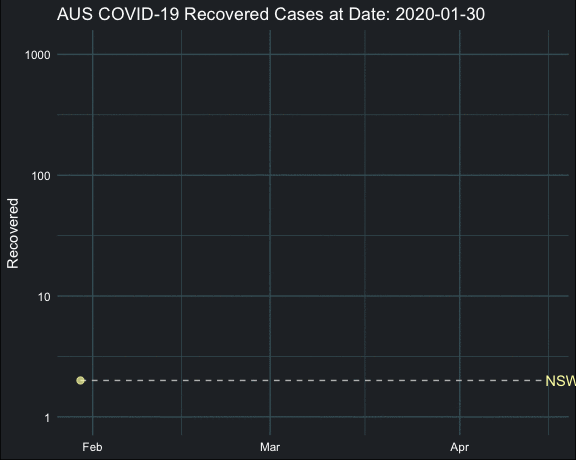 AUS COVID-19 Recovered Cases at Date: 2020-01-30
1000
100
10
1
Recovered
NSW
Feb Mar Apr